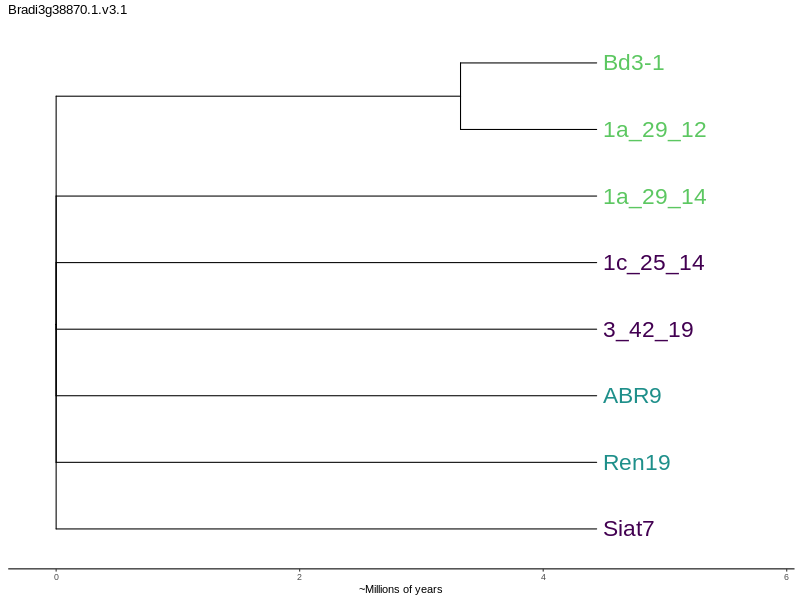 Bradi3g38870.1.v3.1
Bd3-1
1a_29_12
1a_29_14
1c_25_14
3_42_19
ABR9
Ren19
Siat7
0 2 4 6
~Millions of years